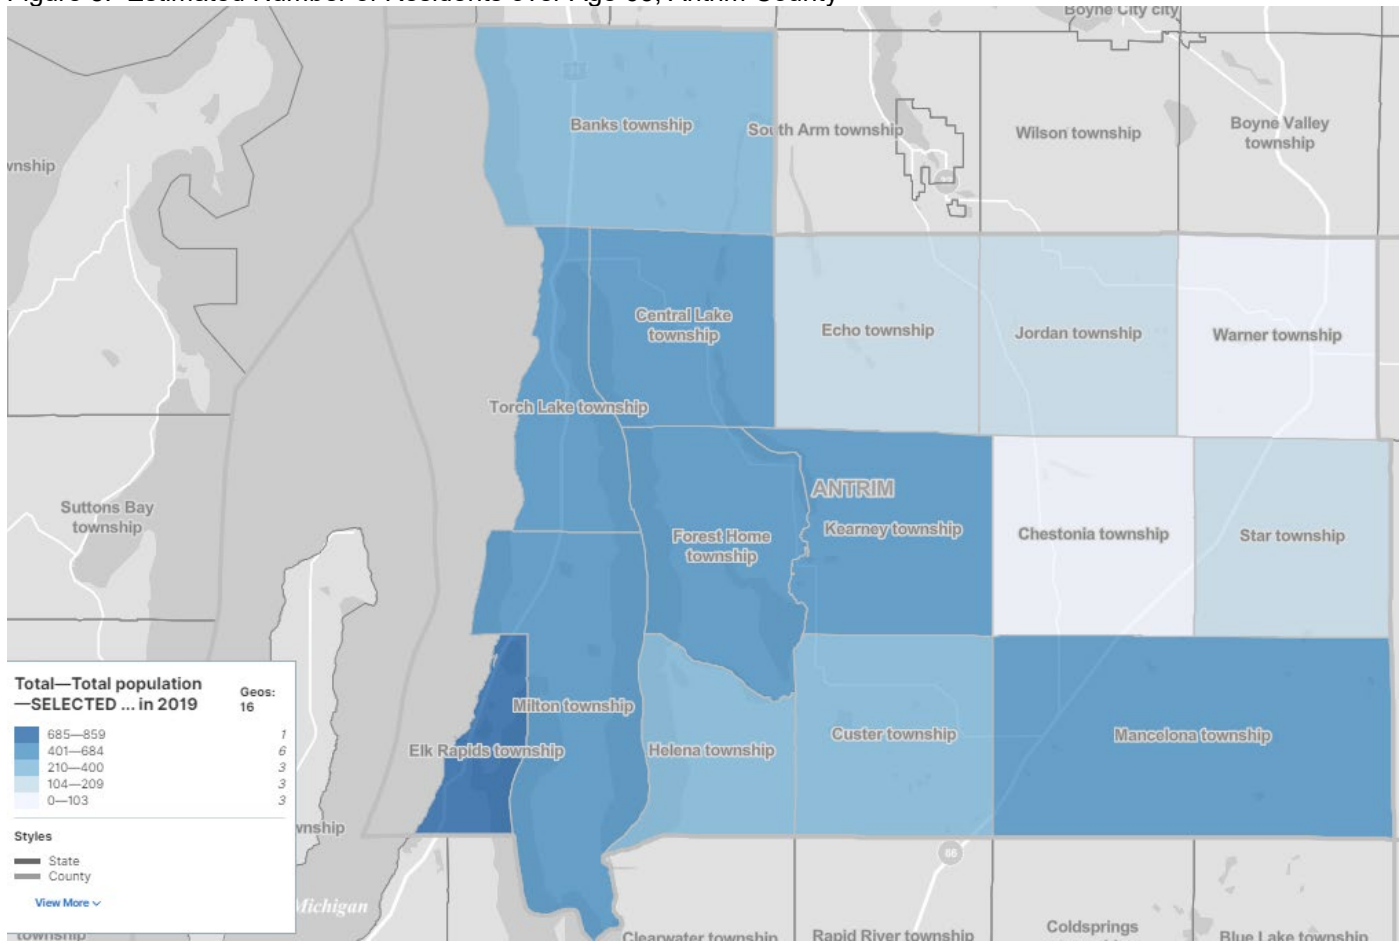 Boyne City city
Banks township
South Arm township
Wilson township
Boyne Valley
township
wnship
Central Lake
township
Echo township
Jordan township
Warner township
Torch Lake township
ANTRIM
Suttons Bay
township
Forest Home
township
Kearney township
Chestonia township
Star township
Milton township
Elk Rapids township
Helena township
Custer township
Mancelona township
Total—Total population
—SELECTED ... in 2019
Geos:
16
685—859 1
401—684 6
210—400 3
104—209 3
0—103 3
Styles
State
County
View More
wnship
Michigan
township
66
Clearwater township
Rapid River township
Coldsprings
Blue Lake township